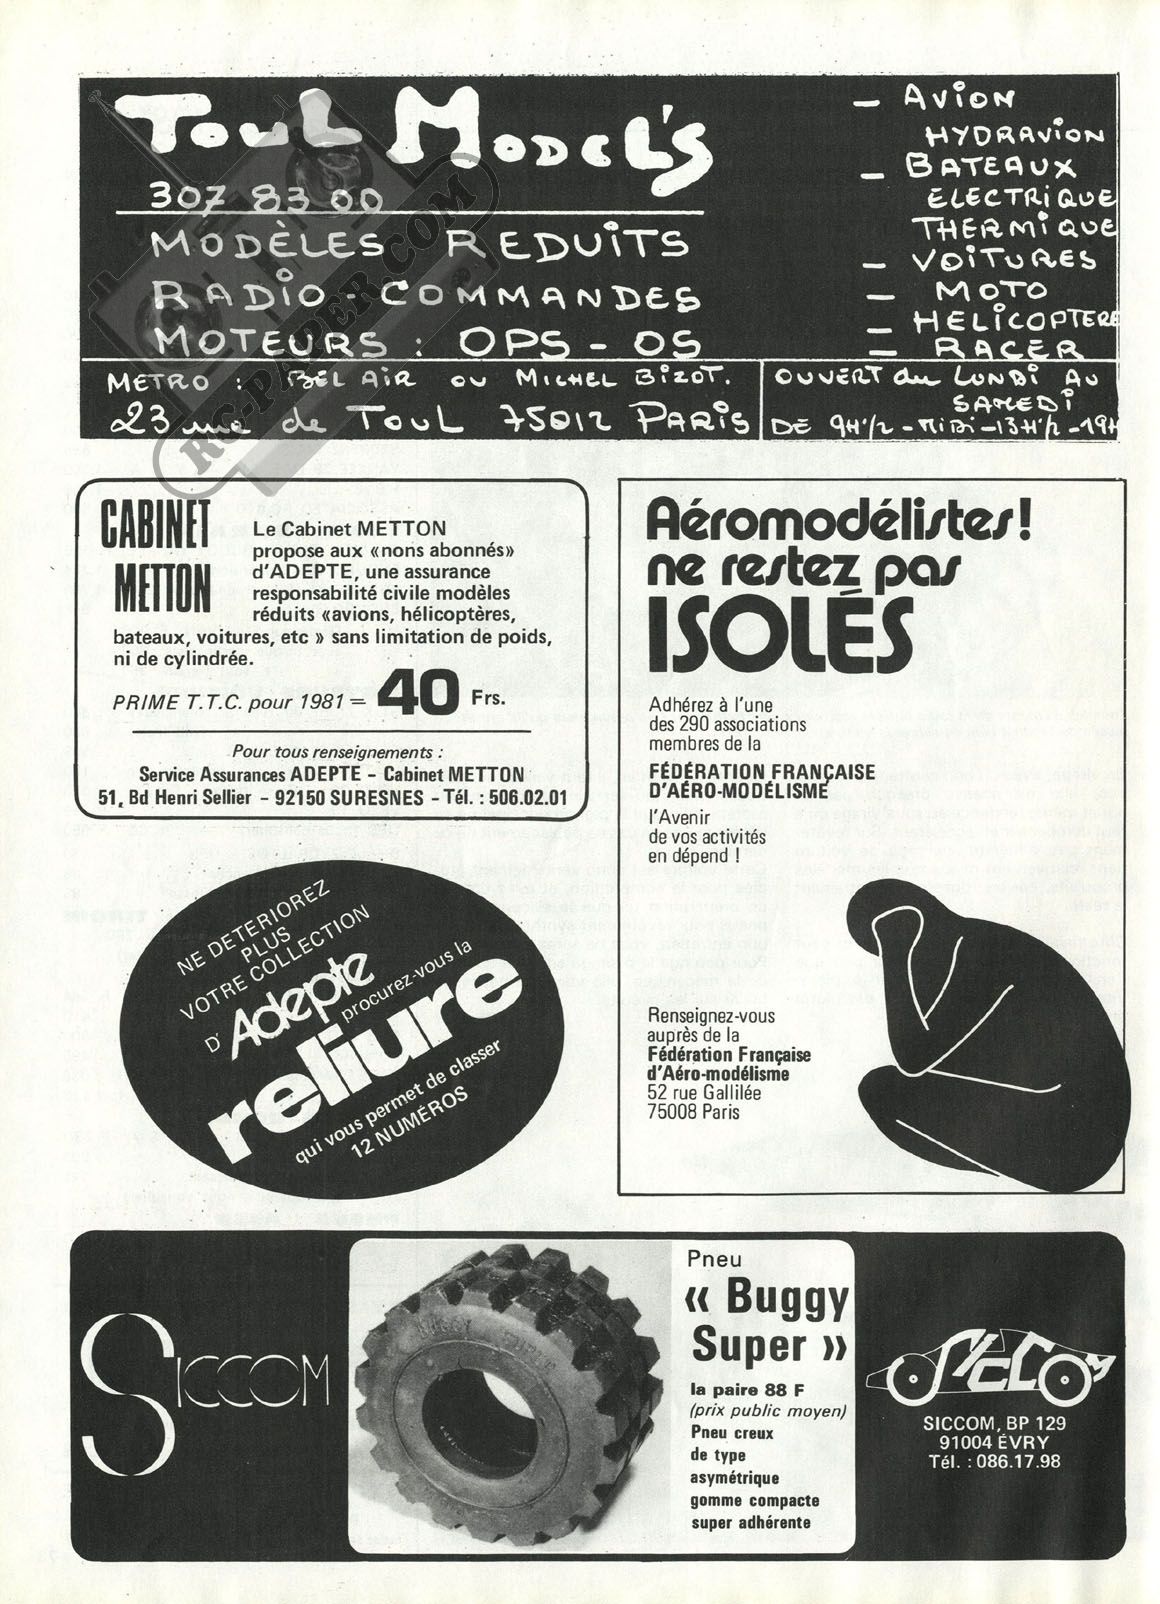 TOUL MODEL'S
307 83 00
MODÈLES REDUITS
RADIO-COMMANDES
MOTEURS : OPS - OS
— AVION
HYDRAVION
— BATEAUX
ELECTRIQUE
THERMIQUE
— VOITURES
— MOTO
— HELICOPTERE
— RACER
METRO : BEL AIR ou MICHEL BIZOT.
23 rue de TOUL 75012 PARIS
OUVERT du LUNDI AU
SAMEDI
DE 9H1/2 - MIDI - 13H1/2 - 19H
RC-PAPER.COM
CABINET
METTON
Le Cabinet METTON
propose aux «nons abonnés»
d'ADEPTE, une assurance
responsabilité civile modèles
réduits «avions, hélicoptères,
bateaux, voitures, etc » sans limitation de poids,
ni de cylindrée.
PRIME T.T.C. pour 1981 = 40 Frs.
Pour tous renseignements :
Service Assurances ADEPTE - Cabinet METTON
51, Bd Henri Sellier - 92150 SURESNES - Tél. : 506.02.01
Aéromodélistes!
ne restez pas
ISOLÉS
Adhérez à l'une
des 290 associations
membres de la
FÉDÉRATION FRANÇAISE
D'AÉRO-MODÉLISME
l'Avenir
de vos activités
en dépend !
Renseignez-vous
auprès de la
Fédération Française
d'Aéro-modélisme
52 rue Gallilée
75008 Paris
NE DETERIOREZ
PLUS
VOTRE COLLECTION
D' Adepte
procurez-vous la
reliure
qui vous permet de classer
12 NUMÉROS
SICCOM
BUGGY SUPER
Pneu
« Buggy
Super »
la paire 88 F
(prix public moyen)
Pneu creux
de type
asymétrique
gomme compacte
super adhérente
SICCOM
SICCOM, BP 129
91004 ÉVRY
Tél. : 086.17.98